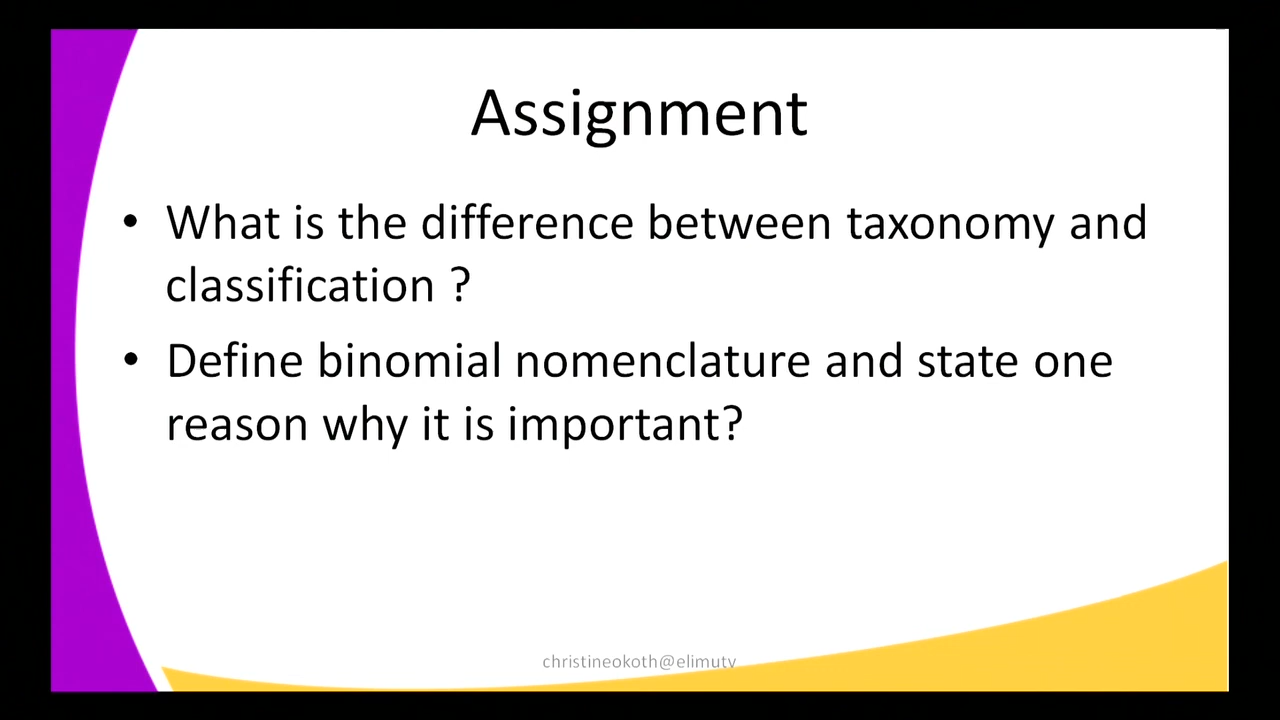 Assignment
• What is the difference between taxonomy and
classification ?
• Define binomial nomenclature and state one
reason why it is important?
christineokoth@elimutv